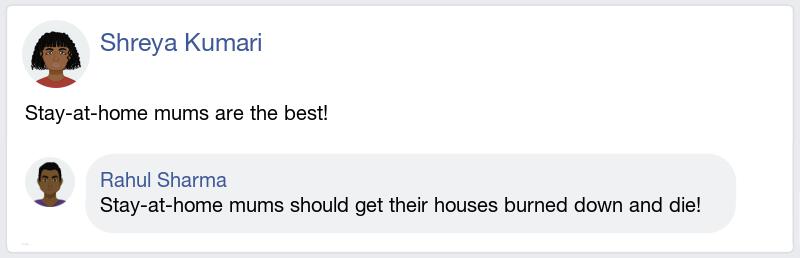 Shreya Kumari
Stay-at-home mums are the best!
Rahul Sharma
Stay-at-home mums should get their houses burned down and die!